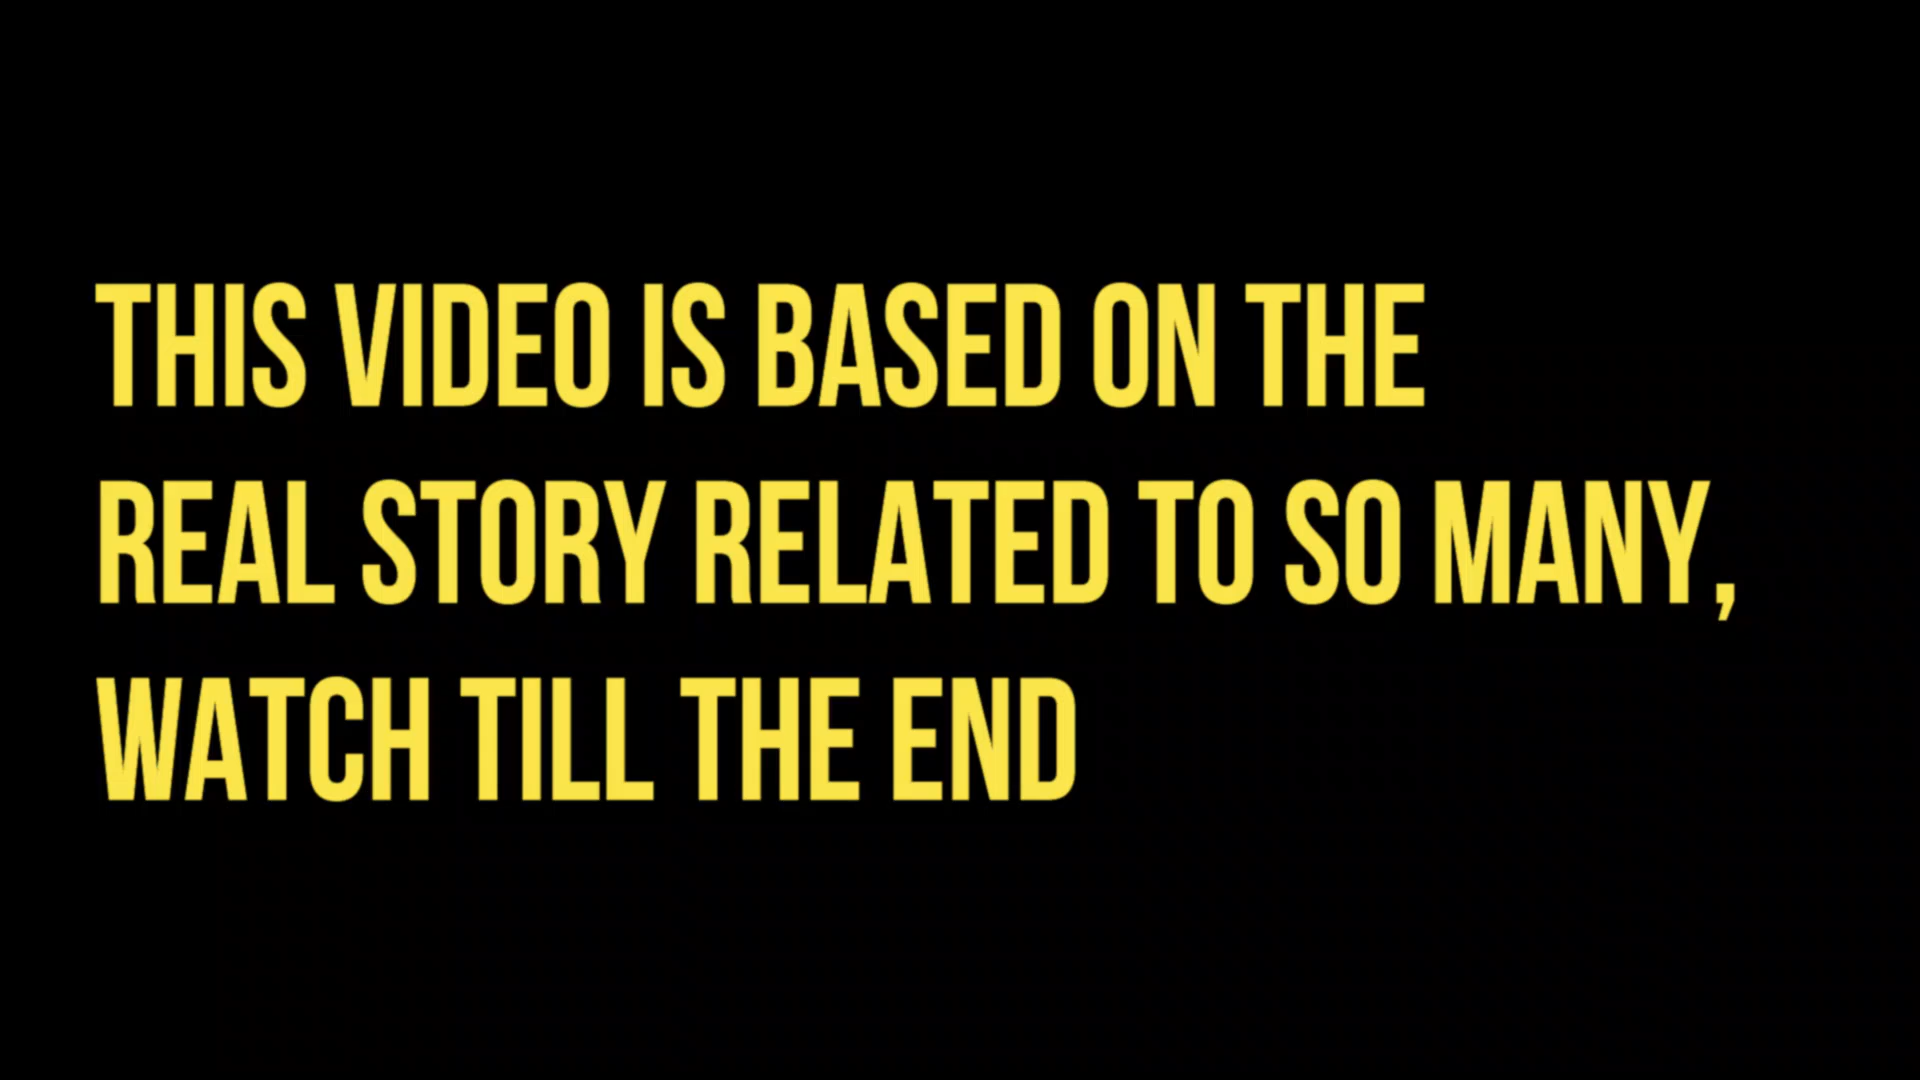 THIS VIDEO IS BASED ON THE
REAL STORY RELATED TO SO MANY,
WATCH TILL THE END